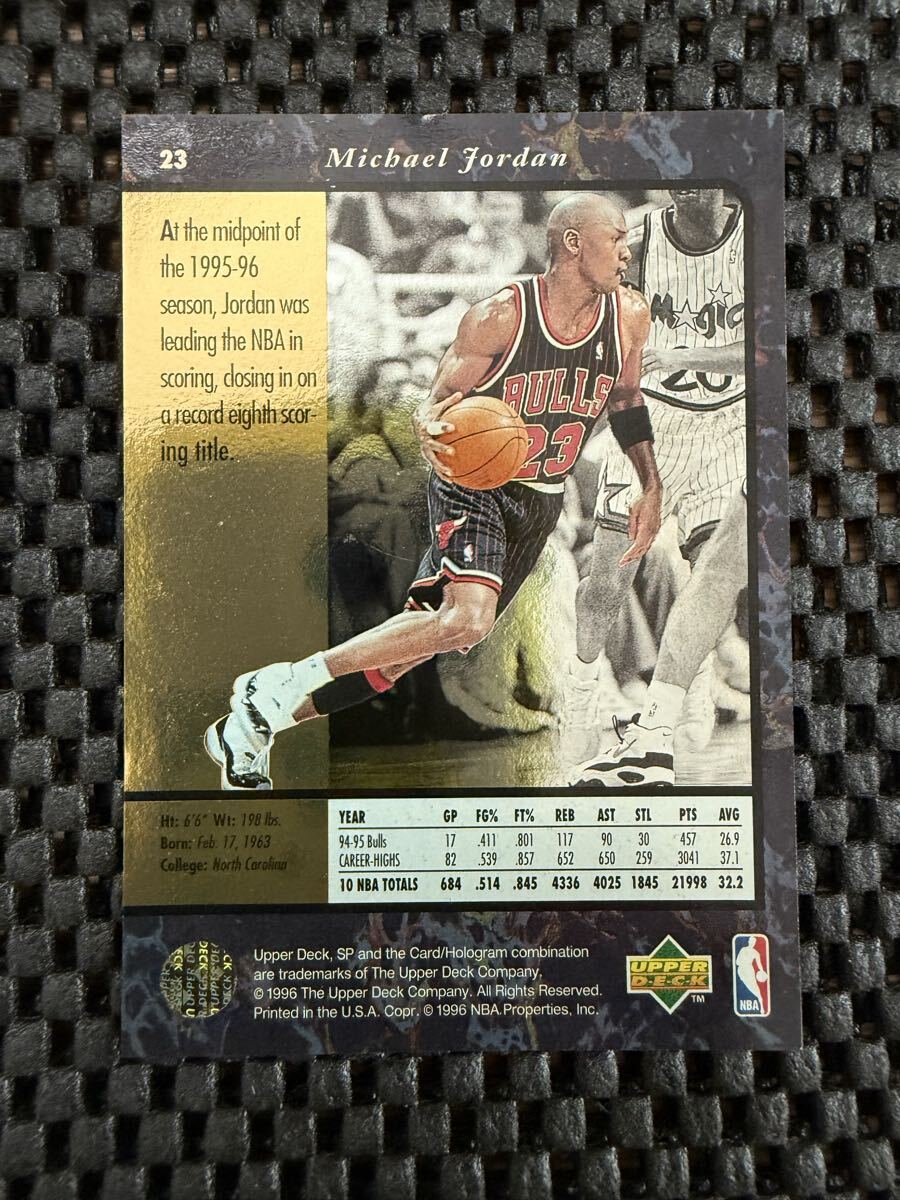 23 Michael Jordan
At the midpoint of
the 1995-96
season, Jordan was
leading the NBA in
scoring, closing in on
a record eighth scor-
ing title.
Magic
20
BULLS
23
Ht: 6'6" Wt: 198 lbs.
Born: Feb. 17, 1963
College: North Carolina
YEAR GP FG% FT% REB AST STL PTS AVG
94-95 Bulls 17 .411 .801 117 90 30 457 26.9
CAREER-HIGHS 82 .539 .857 652 650 259 3041 37.1
10 NBA TOTALS 684 .514 .845 4336 4025 1845 21998 32.2
Upper Deck, SP and the Card/Hologram combination
are trademarks of The Upper Deck Company,
© 1996 The Upper Deck Company. All Rights Reserved.
Printed in the U.S.A. Copr. © 1996 NBA Properties, Inc.
UPPER
DECK
TM
NBA